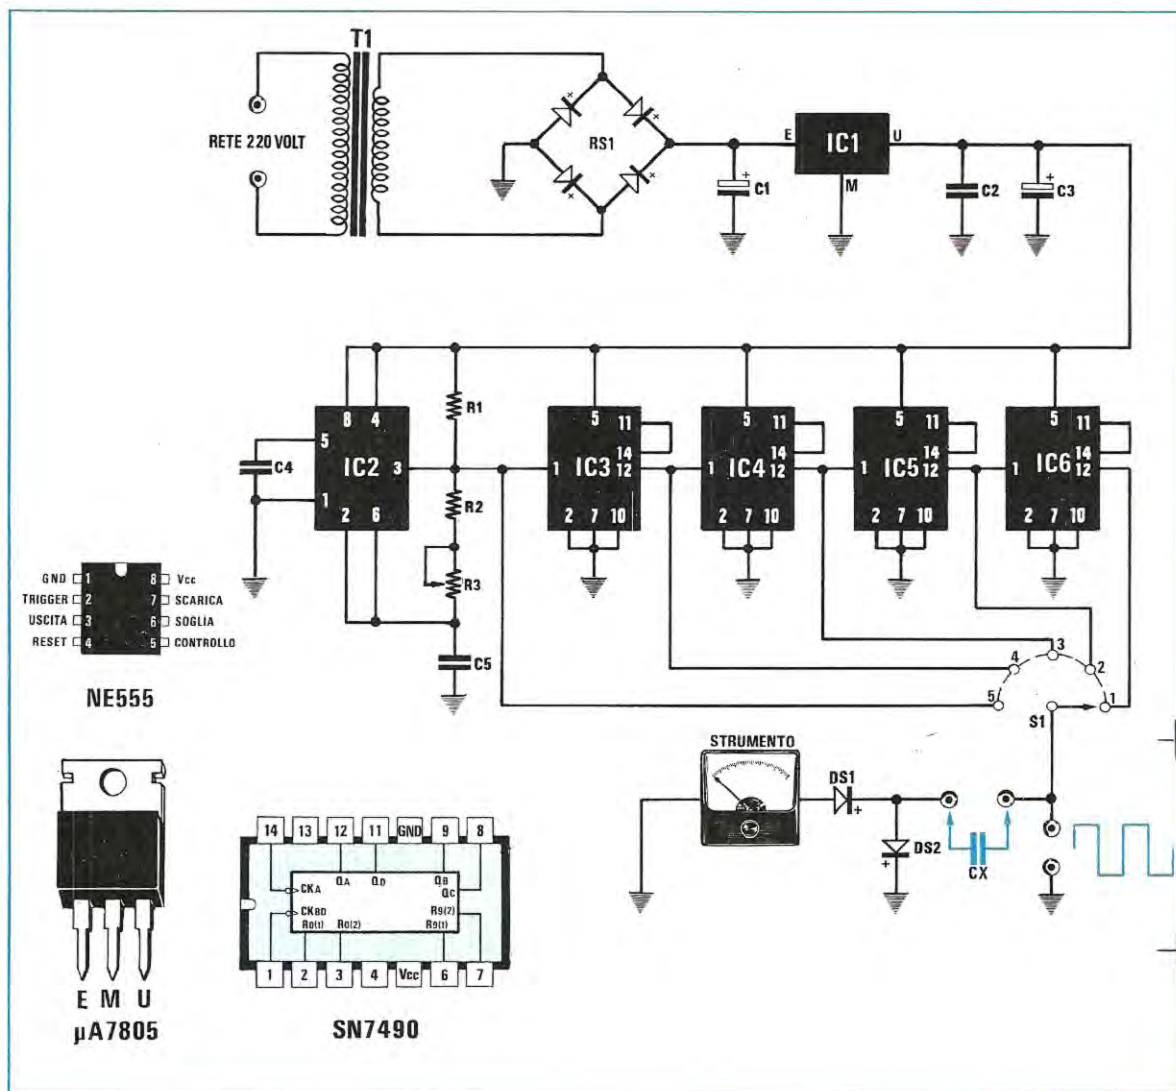 T1
RETE 220 VOLT
RS1
E
IC1
U
M
C1
C2
C3
+
+
8
4
5
IC2
3
1
2
6
C4
R1
R2
R3
C5
5
11
14
1
IC3
12
2
7
10
5
11
14
1
IC4
12
2
7
10
5
11
14
1
IC5
12
2
7
10
5
11
14
1
IC6
12
2
7
10
5
4
3
2
1
S1
GND 1
8 Vcc
TRIGGER 2
7 SCARICA
USCITA 3
6 SOGLIA
RESET 4
5 CONTROLLO
NE555
STRUMENTO
DS1
+
DS2
+
CX
E M U
µA7805
14 13 12 11 GND 9 8
QA QD QB
QC
CKA
CKBD
R0(1) R0(2) R9(1)
R9(2)
1 2 3 4 Vcc 6 7
SN7490